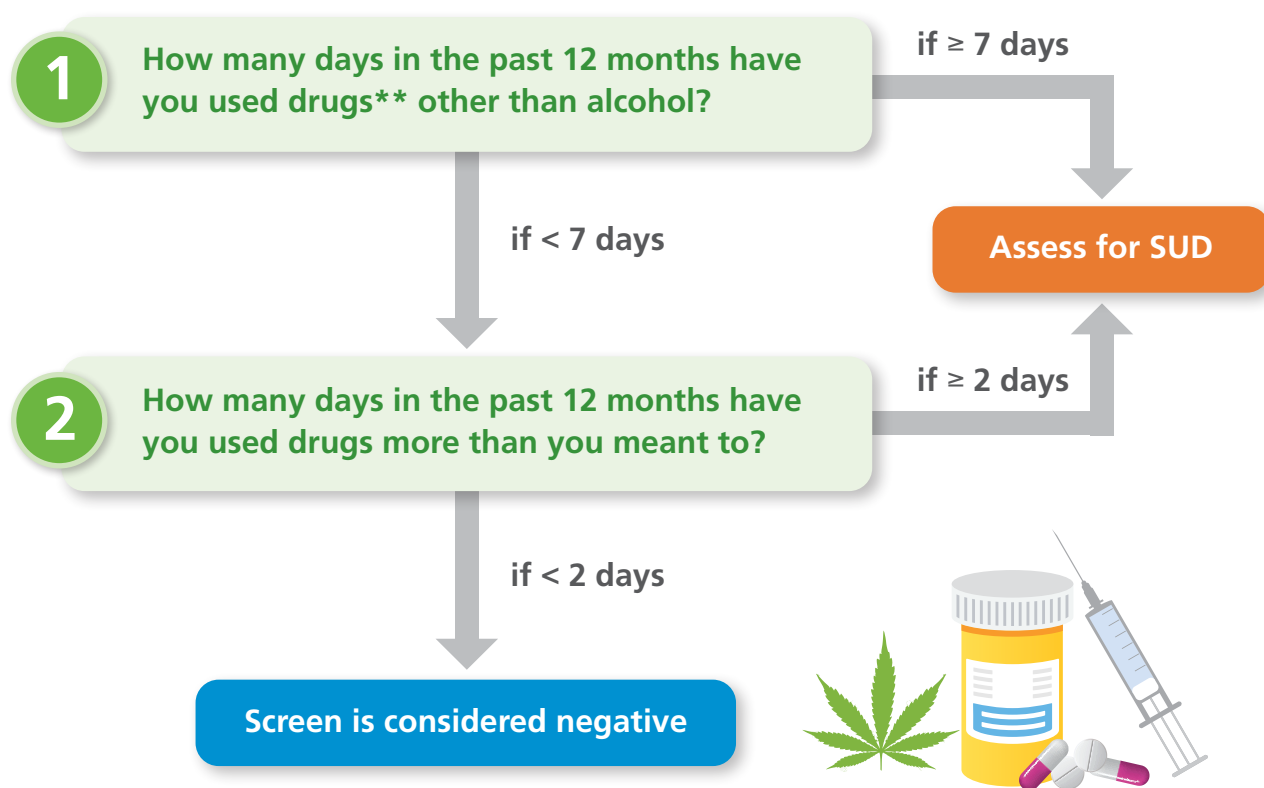 1
How many days in the past 12 months have
you used drugs** other than alcohol?
if ≥ 7 days
if < 7 days
Assess for SUD
2
How many days in the past 12 months have
you used drugs more than you meant to?
if ≥ 2 days
if < 2 days
Screen is considered negative